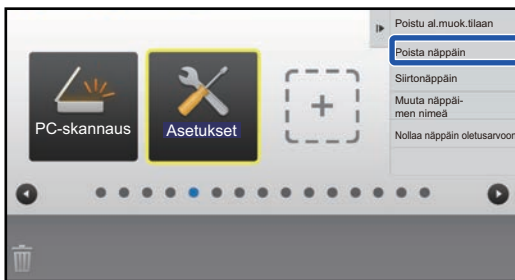 Poistu al.muok.tilaan
Poista näppäin
Siirtonäppäin
Muuta näppäi-
men nimeä
Nollaa näppäin oletusarvoon
PC-skannaus
Asetukset